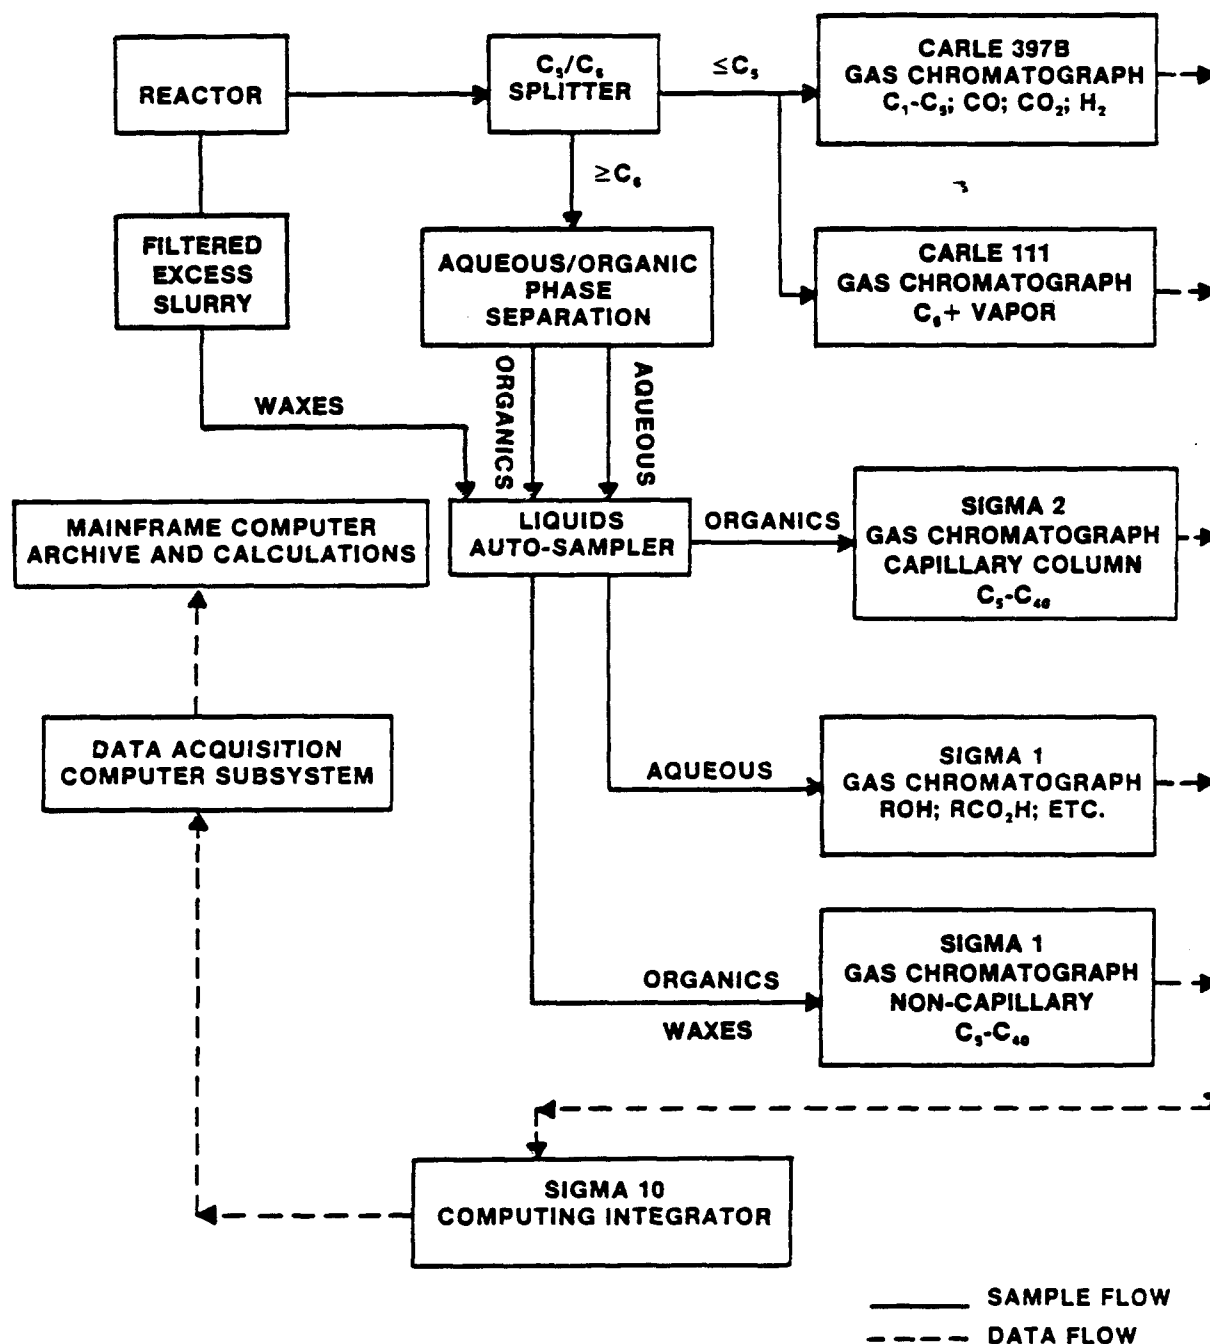 REACTOR
C₅/C₆
SPLITTER
≤C₅
CARLE 397B
GAS CHROMATOGRAPH
C₁-C₅; CO; CO₂; H₂
≥C₆
FILTERED
EXCESS
SLURRY
AQUEOUS/ORGANIC
PHASE
SEPARATION
CARLE 111
GAS CHROMATOGRAPH
C₆+ VAPOR
WAXES
ORGANICS
AQUEOUS
MAINFRAME COMPUTER
ARCHIVE AND CALCULATIONS
LIQUIDS
AUTO-SAMPLER
ORGANICS
SIGMA 2
GAS CHROMATOGRAPH
CAPILLARY COLUMN
C₅-C₄₀
DATA ACQUISITION
COMPUTER SUBSYSTEM
AQUEOUS
SIGMA 1
GAS CHROMATOGRAPH
ROH; RCO₂H; ETC.
ORGANICS
WAXES
SIGMA 1
GAS CHROMATOGRAPH
NON-CAPILLARY
C₅-C₄₀
SIGMA 10
COMPUTING INTEGRATOR
SAMPLE FLOW
DATA FLOW